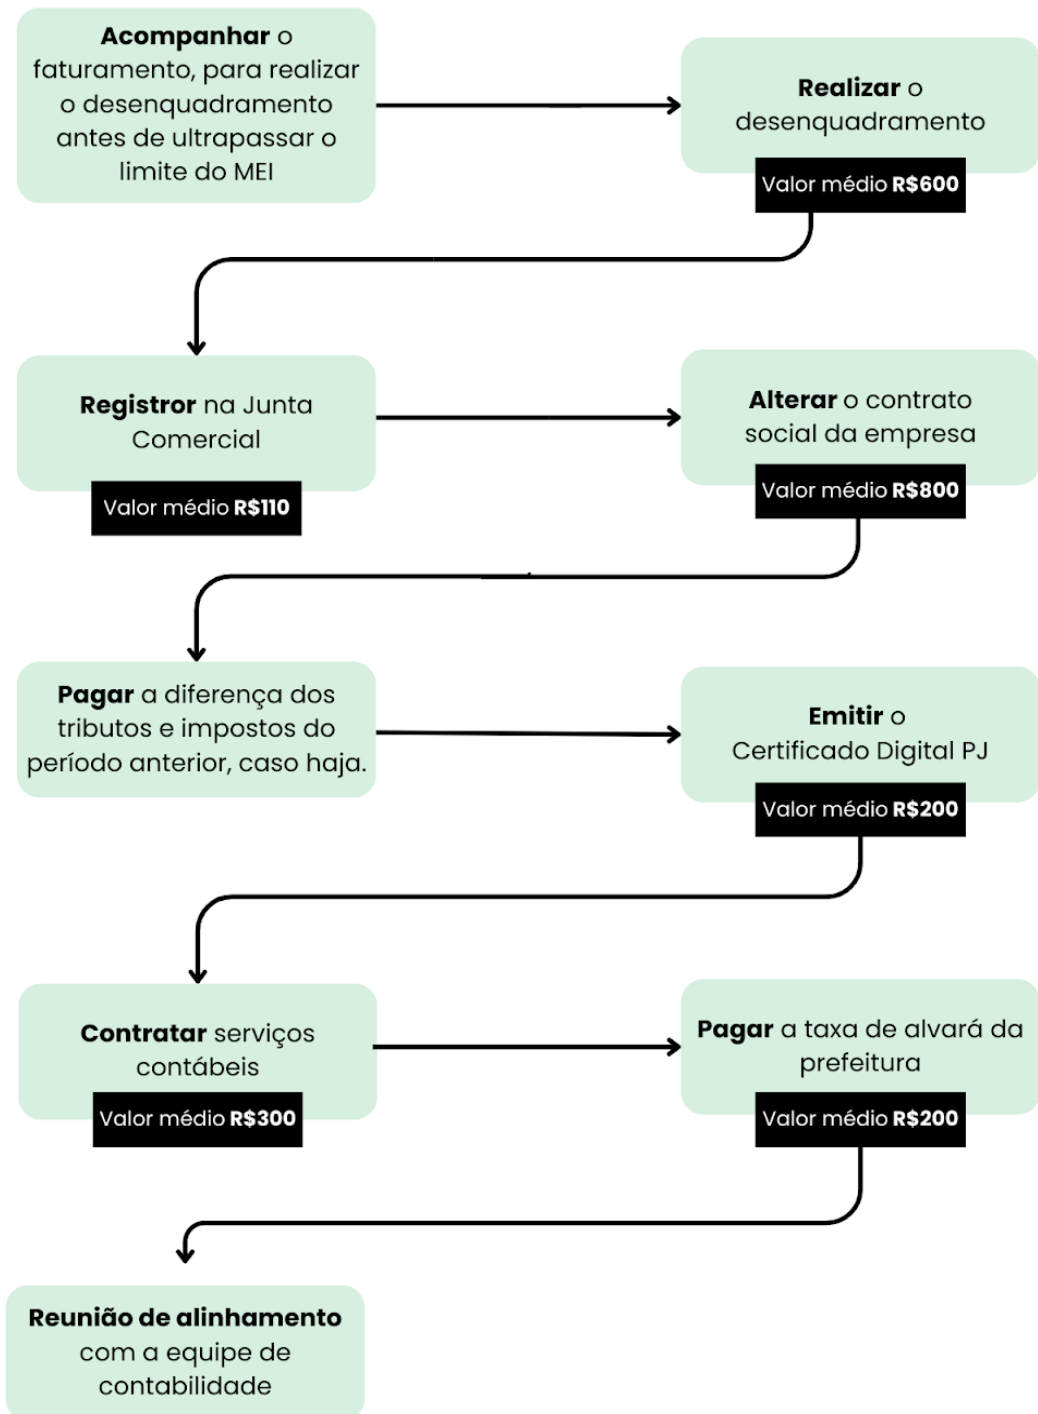 Acompanhar o
faturamento, para realizar
o desenquadramento
antes de ultrapassar o
limite do MEI
Realizar o
desenquadramento
Valor médio R$600
Registror na Junta
Comercial
Valor médio R$110
Alterar o contrato
social da empresa
Valor médio R$800
Pagar a diferença dos
tributos e impostos do
período anterior, caso haja.
Emitir o
Certificado Digital PJ
Valor médio R$200
Contratar serviços
contábeis
Valor médio R$300
Pagar a taxa de alvará da
prefeitura
Valor médio R$200
Reunião de alinhamento
com a equipe de
contabilidade